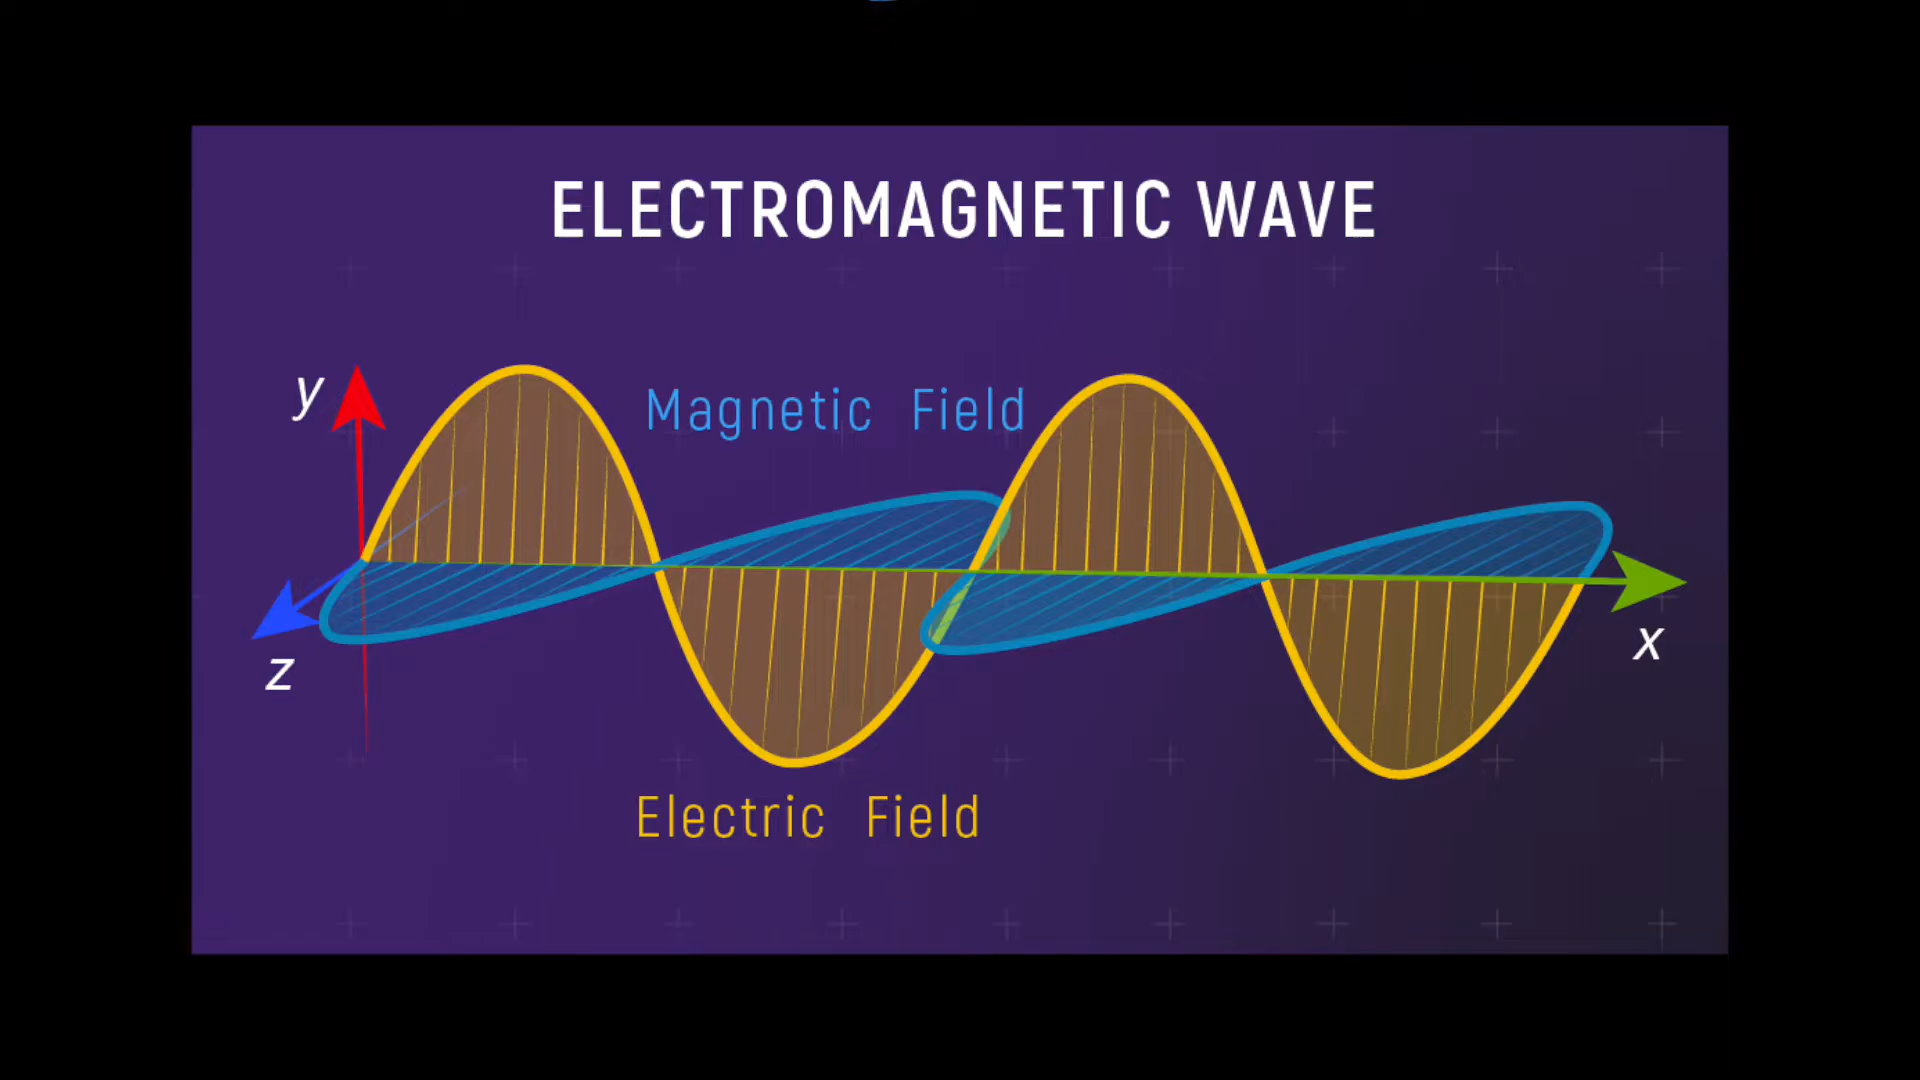 ELECTROMAGNETIC WAVE
y
Magnetic Field
x
z
Electric Field